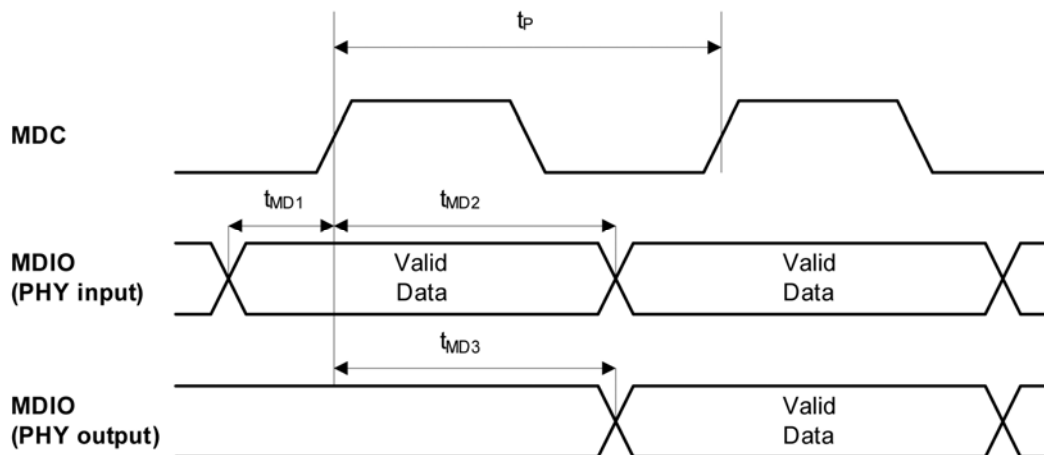 tP
MDC
tMD1
tMD2
MDIO
(PHY input)
Valid
Data
Valid
Data
tMD3
MDIO
(PHY output)
Valid
Data